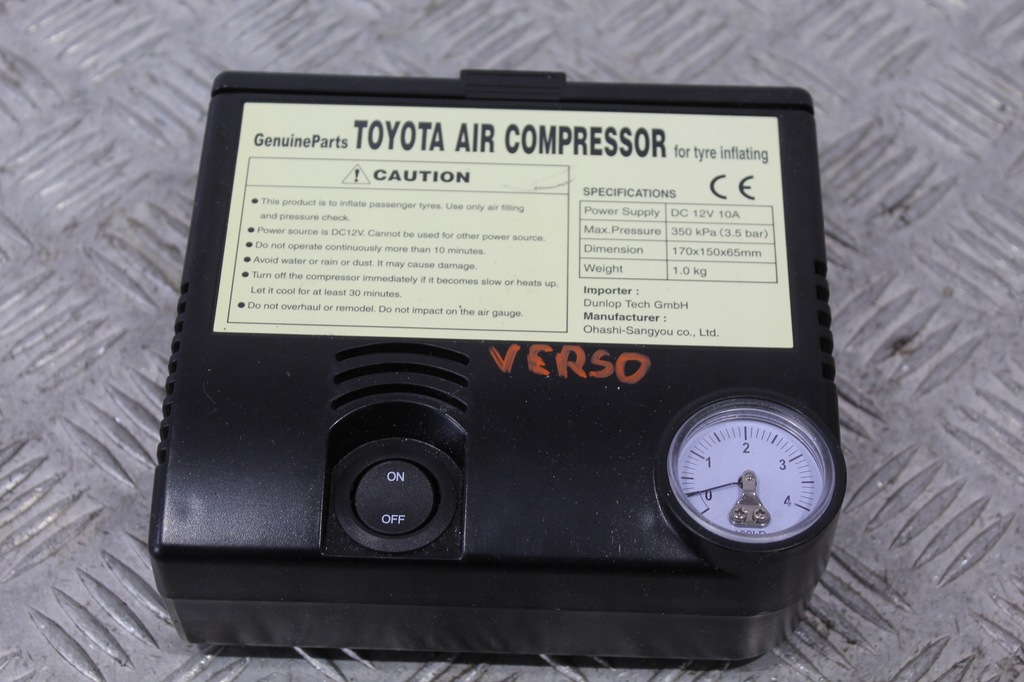 GenuineParts TOYOTA AIR COMPRESSOR for tyre inflating
CAUTION
● This product is to inflate passenger tyres. Use only air filling
and pressure check.
● Power source is DC12V. Cannot be used for other power source.
● Do not operate continuously more than 10 minutes.
● Avoid water or rain or dust. It may cause damage.
● Turn off the compressor immediately if it becomes slow or heats up.
Let it cool for at least 30 minutes.
● Do not overhaul or remodel. Do not impact on the air gauge.
SPECIFICATIONS CE
Power Supply DC 12V 10A
Max.Pressure 350 kPa (3.5 bar)
Dimension 170x150x65mm
Weight 1.0 kg
Importer :
Dunlop Tech GmbH
Manufacturer :
Ohashi-Sangyou co., Ltd.
VERSO
ON
OFF
0 1 2 3 4